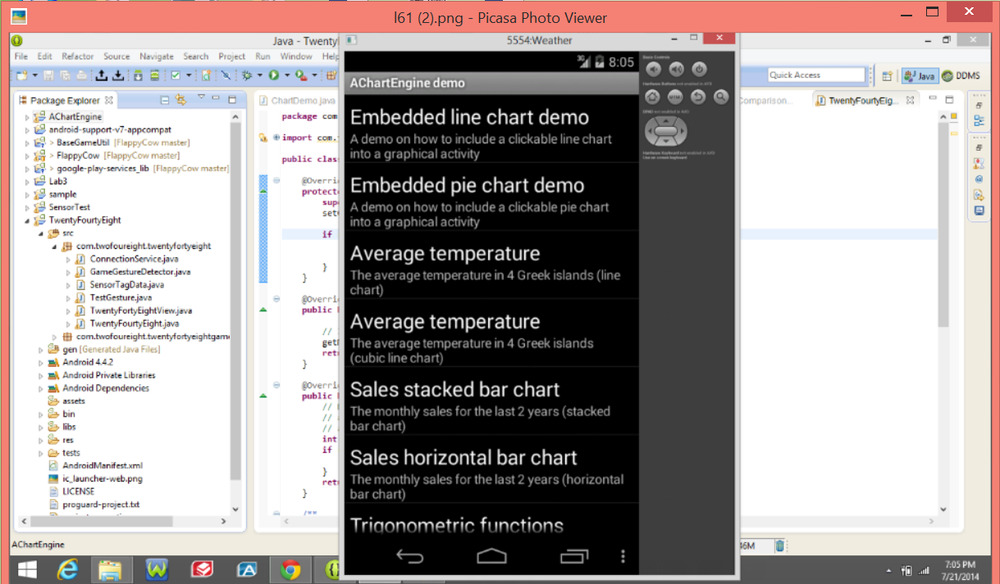 l61 (2).png - Picasa Photo Viewer
Java - Twenty
File Edit Refactor Source Navigate Search Project Run Window Help
Quick Access
Java
DDMS
Package Explorer
AChartEngine
android-support-v7-appcompat
> BaseGameUtil [FlappyCow master]
> FlappyCow [FlappyCow master]
> google-play-services_lib [FlappyCow master]
Lab3
sample
SensorTest
TwentyFourtyEight
src
com.twofoureight.twentyfortyeight
ConnectionService.java
GameGestureDetector.java
SensorTagData.java
TestGesture.java
TwentyFortyEightView.java
TwentyFourtyEight.java
com.twofoureight.twentyfortyeightgame
gen [Generated Java Files]
Android 4.4.2
Android Private Libraries
Android Dependencies
assets
bin
libs
res
tests
AndroidManifest.xml
ic_launcher-web.png
LICENSE
proguard-project.txt
ChartDemo.java
package com
import com.
public clas
@Overri
protecte
supe
set
if
}
}
@Overri
public b
//
get
retu
}
@Overri
public b
//
//
//
int
if
}
retu
}
/**
5554:Weather
3G
8:05
AChartEngine demo
Embedded line chart demo
A demon on how to include a clickable line chart
into a graphical activity
Embedded pie chart demo
A demon on how to include a clickable pie chart
into a graphical activity
Average temperature
The average temperature in 4 Greek islands (line
chart)
Average temperature
The average temperature in 4 Greek islands
(cubic line chart)
Sales stacked bar chart
The monthly sales for the last 2 years (stacked
bar chart)
Sales horizontal bar chart
The monthly sales for the last 2 years (horizontal
bar chart)
Trigonometric functions
Basic Controls
Hardware Buttons not enabled in AVD
MENU
DPAD not enabled in AVD
Hardware Keyboard not enabled in AVD
Use on-screen keyboard
Comparison...
TwentyFourtyEig...
AChartEngine
46M
7:05 PM
7/21/2014